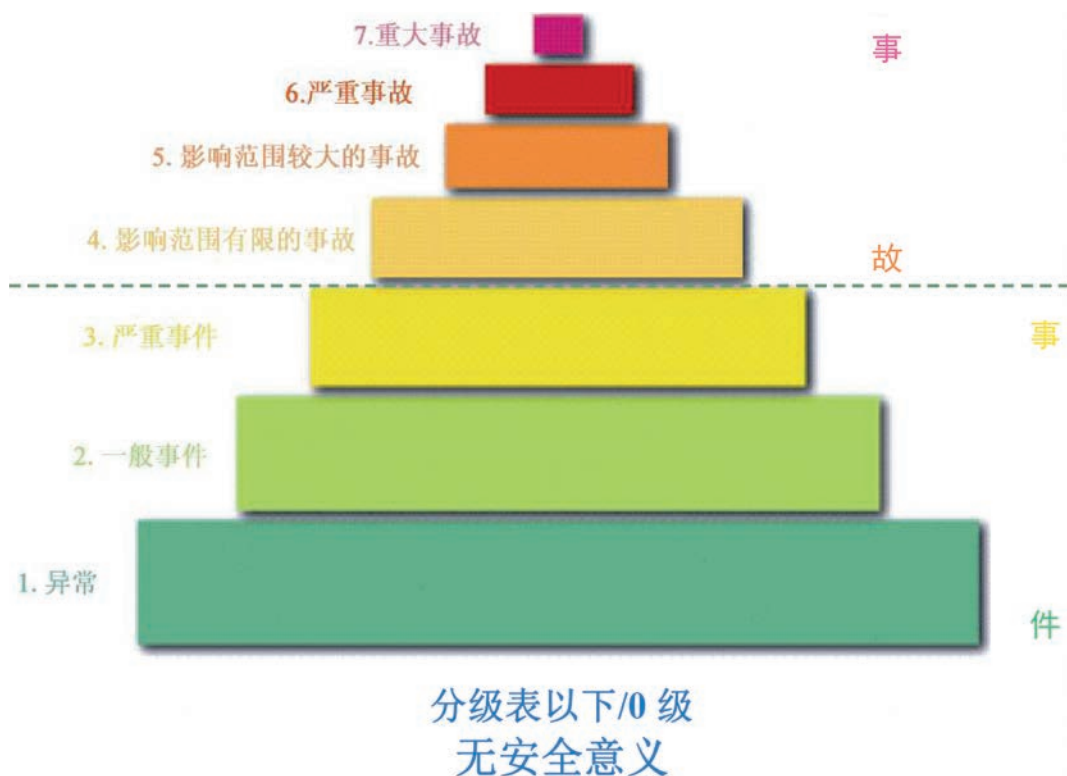 7.重大事故
事
6.严重事故
5. 影响范围较大的事故
4. 影响范围有限的事故
故
3. 严重事件
事
2. 一般事件
1. 异常
件
分级表以下/0 级
无安全意义